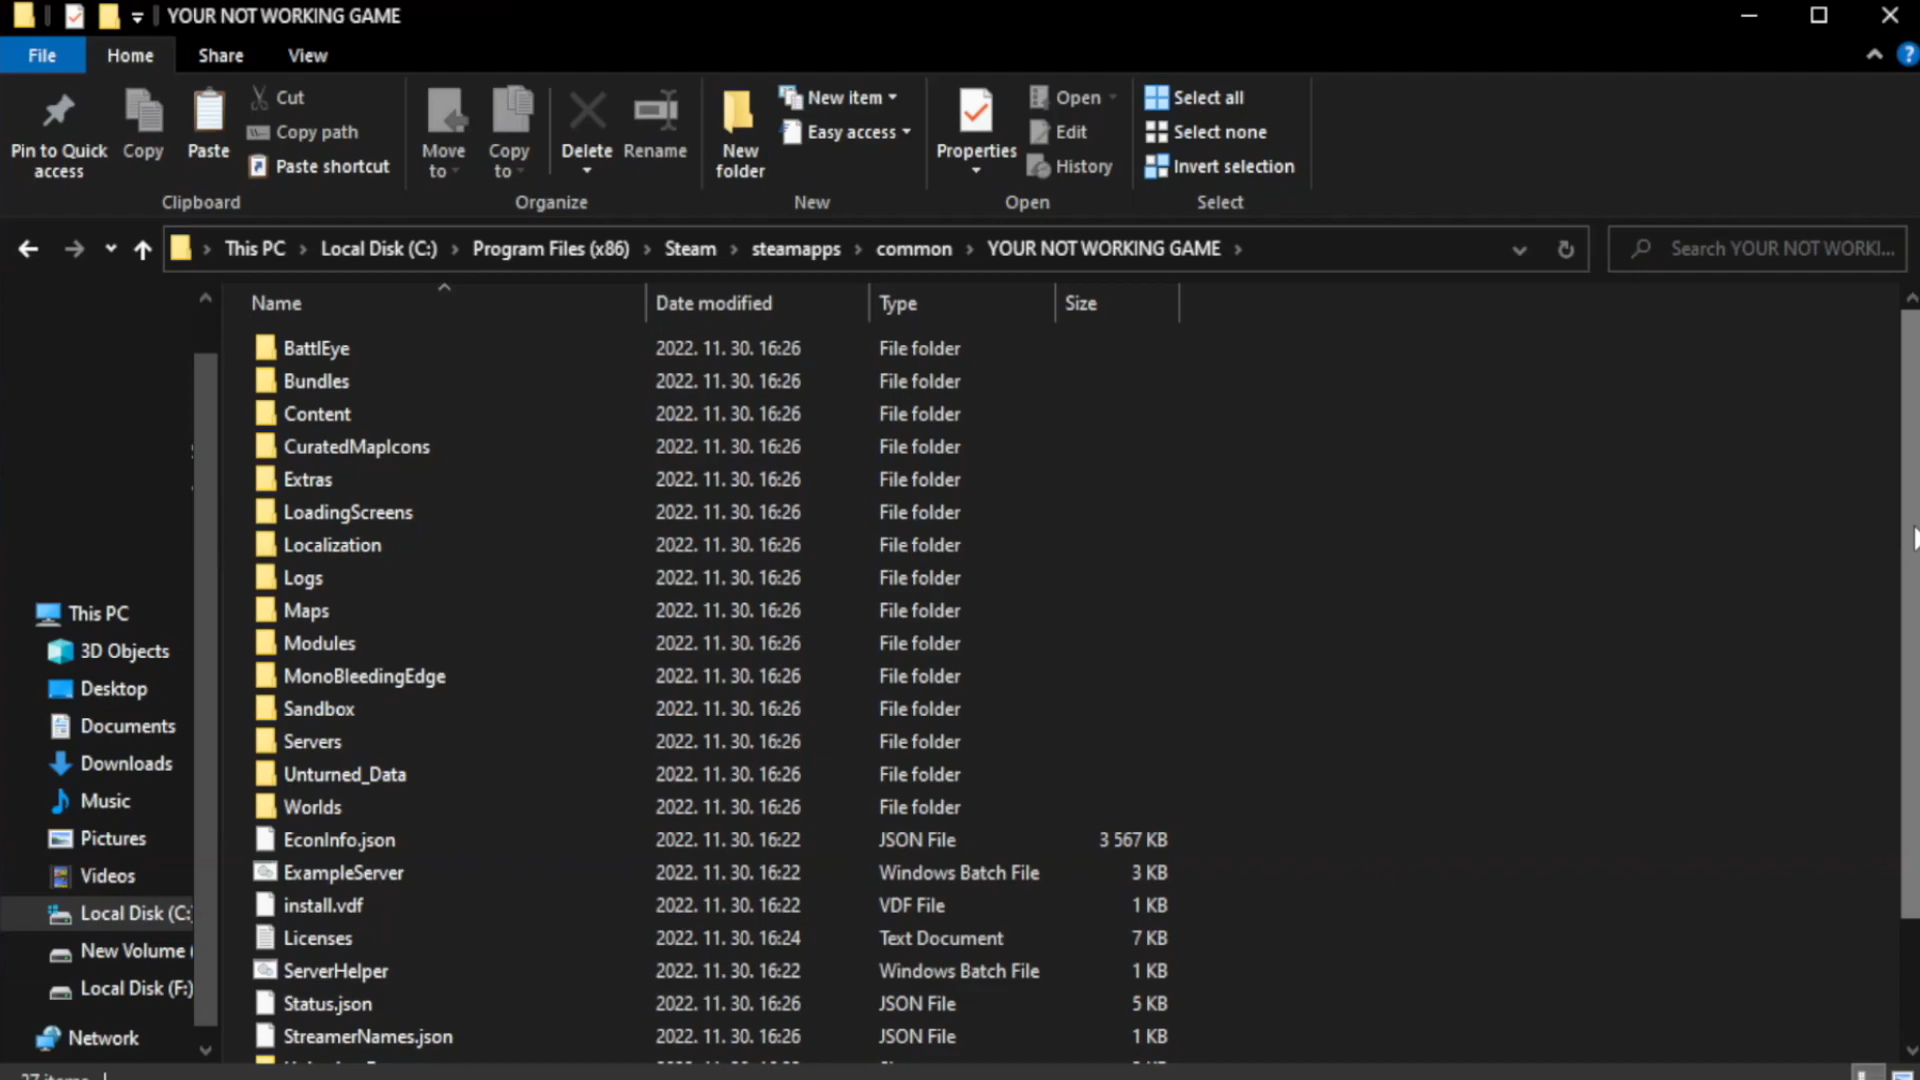 YOUR NOT WORKING GAME
File Home Share View
Pin to Quick access
Copy
Paste
Cut
Copy path
Paste shortcut
Clipboard
Move to
Copy to
Delete
Rename
Organize
New folder
New item
Easy access
New
Properties
Open
Edit
History
Open
Select all
Select none
Invert selection
Select
This PC > Local Disk (C:) > Program Files (x86) > Steam > steamapps > common > YOUR NOT WORKING GAME >
Search YOUR NOT WORKI...
Name Date modified Type Size
BattlEye 2022. 11. 30. 16:26 File folder
Bundles 2022. 11. 30. 16:26 File folder
Content 2022. 11. 30. 16:26 File folder
CuratedMapIcons 2022. 11. 30. 16:26 File folder
Extras 2022. 11. 30. 16:26 File folder
LoadingScreens 2022. 11. 30. 16:26 File folder
Localization 2022. 11. 30. 16:26 File folder
Logs 2022. 11. 30. 16:26 File folder
Maps 2022. 11. 30. 16:26 File folder
Modules 2022. 11. 30. 16:26 File folder
MonoBleedingEdge 2022. 11. 30. 16:26 File folder
Sandbox 2022. 11. 30. 16:26 File folder
Servers 2022. 11. 30. 16:26 File folder
Unturned_Data 2022. 11. 30. 16:26 File folder
Worlds 2022. 11. 30. 16:26 File folder
EconInfo.json 2022. 11. 30. 16:22 JSON File 3 567 KB
ExampleServer 2022. 11. 30. 16:22 Windows Batch File 3 KB
install.vdf 2022. 11. 30. 16:22 VDF File 1 KB
Licenses 2022. 11. 30. 16:24 Text Document 7 KB
ServerHelper 2022. 11. 30. 16:22 Windows Batch File 1 KB
Status.json 2022. 11. 30. 16:26 JSON File 5 KB
StreamerNames.json 2022. 11. 30. 16:26 JSON File 1 KB
This PC
3D Objects
Desktop
Documents
Downloads
Music
Pictures
Videos
Local Disk (C:)
New Volume (
Local Disk (F:)
Network